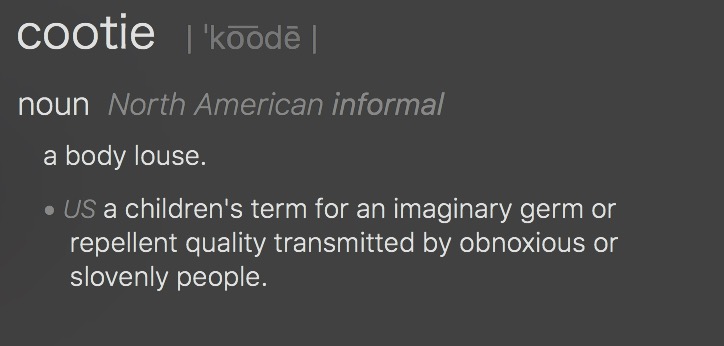 cootie | ˈko͞odē |
noun North American informal
a body louse.
• US a children's term for an imaginary germ or
repellent quality transmitted by obnoxious or
slovenly people.